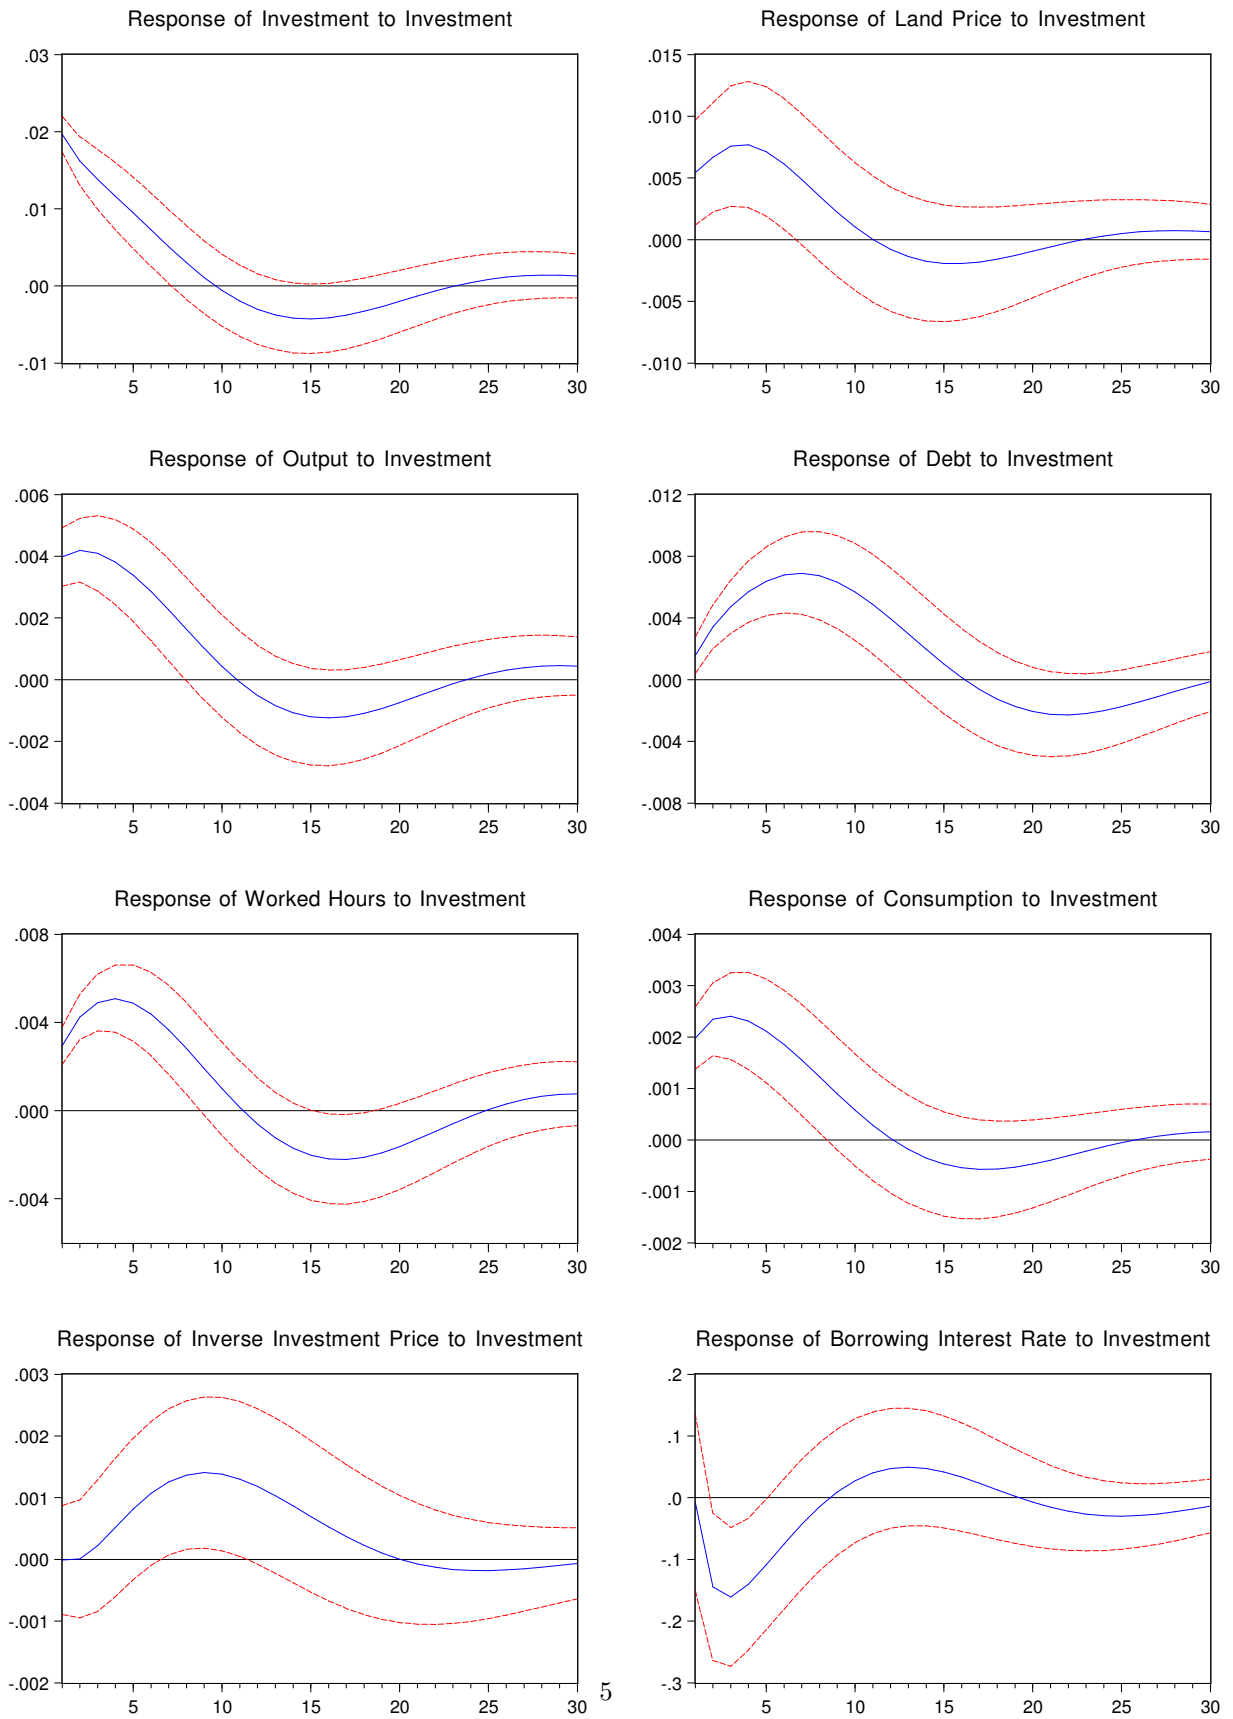 Response of Investment to Investment
.03
.02
.01
.00
-.01
5 10 15 20 25 30
Response of Land Price to Investment
.015
.010
.005
.000
-.005
-.010
5 10 15 20 25 30
Response of Output to Investment
.006
.004
.002
.000
-.002
-.004
5 10 15 20 25 30
Response of Debt to Investment
.012
.008
.004
.000
-.004
-.008
5 10 15 20 25 30
Response of Worked Hours to Investment
.008
.004
.000
-.004
5 10 15 20 25 30
Response of Consumption to Investment
.004
.003
.002
.001
.000
-.001
-.002
5 10 15 20 25 30
Response of Inverse Investment Price to Investment
.003
.002
.001
.000
-.001
-.002
5 10 15 20 25 30
Response of Borrowing Interest Rate to Investment
.2
.1
.0
-.1
-.2
-.3
5 10 15 20 25 30
5